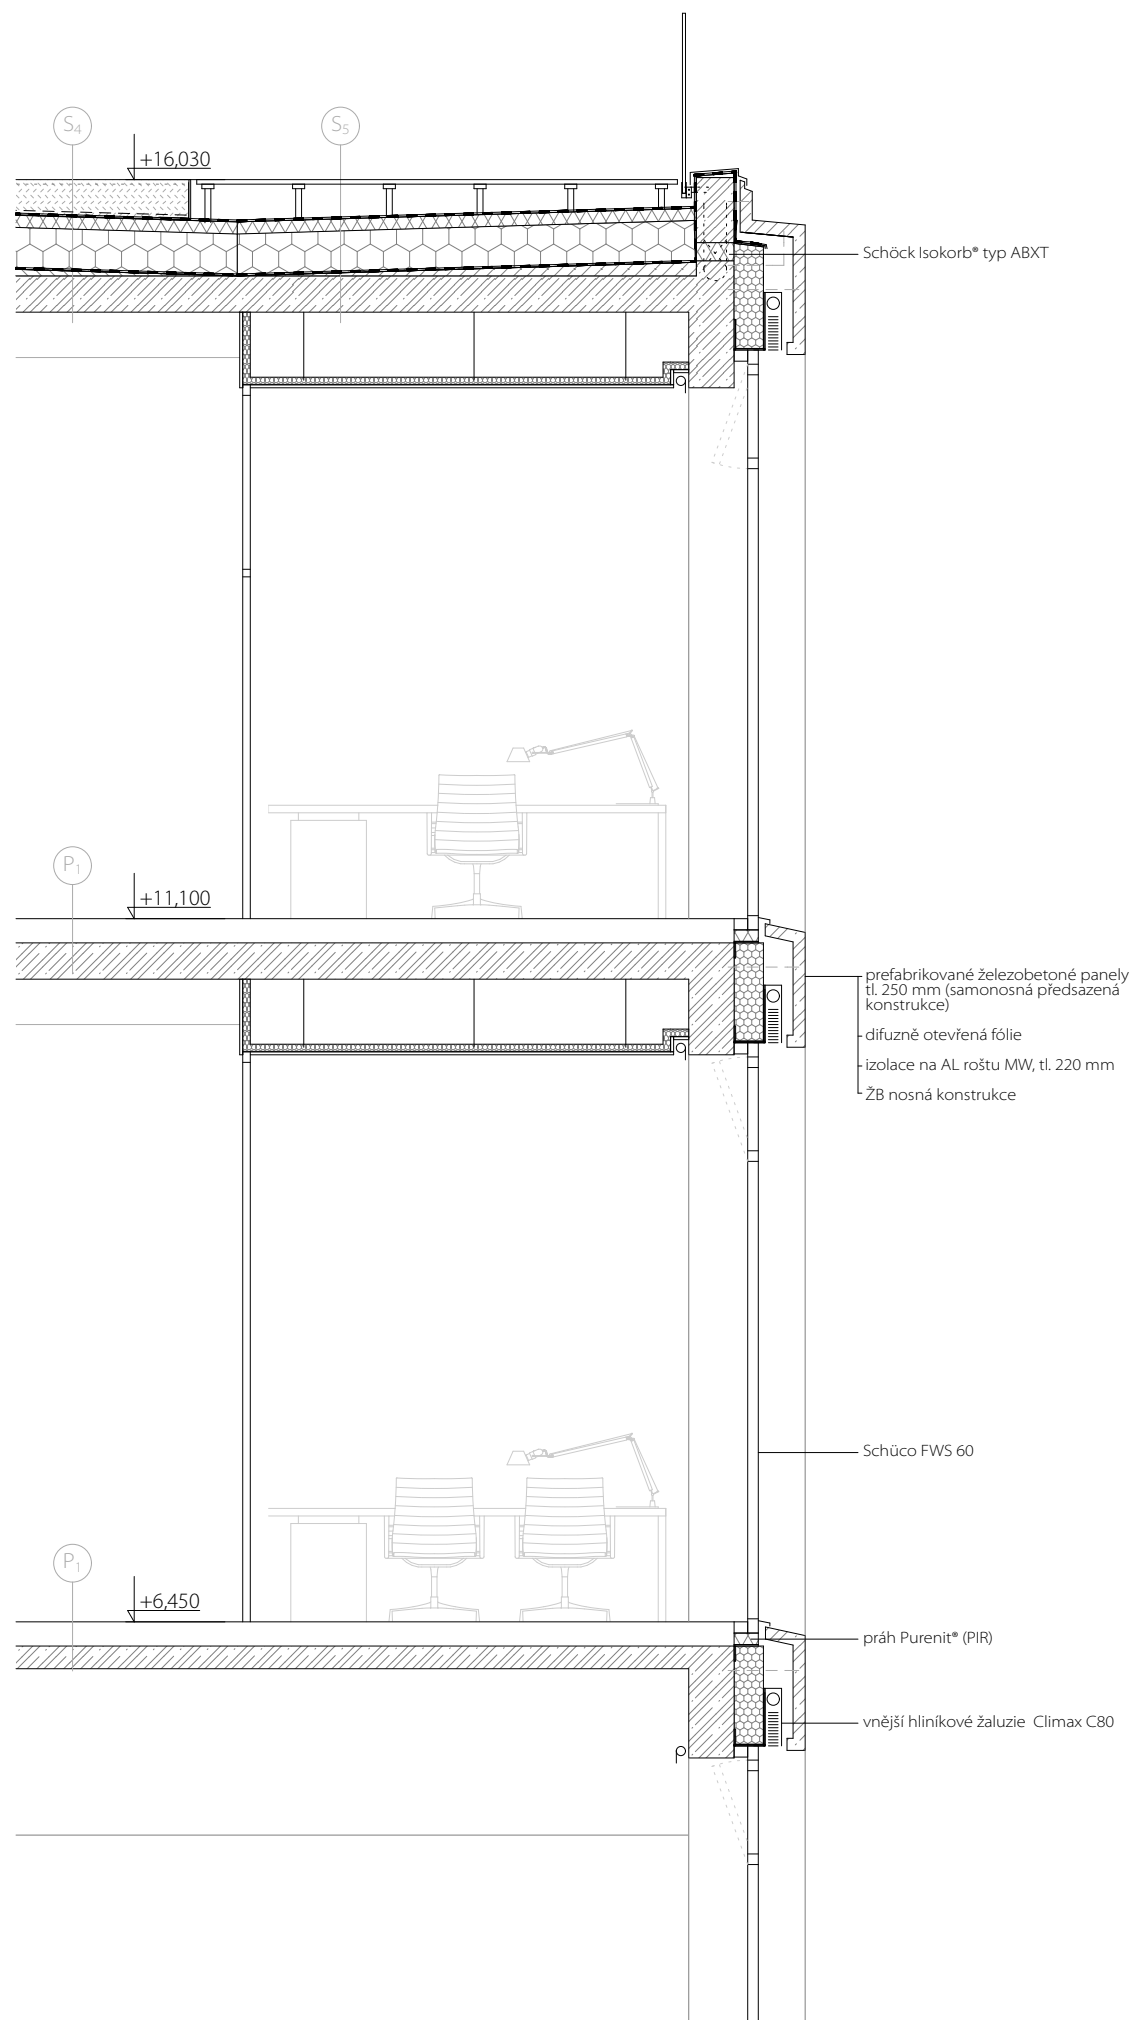 S₄
S₅
+16,030
Schöck Isokorb® typ ABXT
P₁
+11,100
prefabrikované železobetoné panely
tl. 250 mm (samonosná předsazená
konstrukce)
difuzně otevřená fólie
izolace na AL roštu MW, tl. 220 mm
ŽB nosná konstrukce
Schüco FWS 60
P₁
+6,450
práh Purenit® (PIR)
vnější hliníkové žaluzie Climax C80